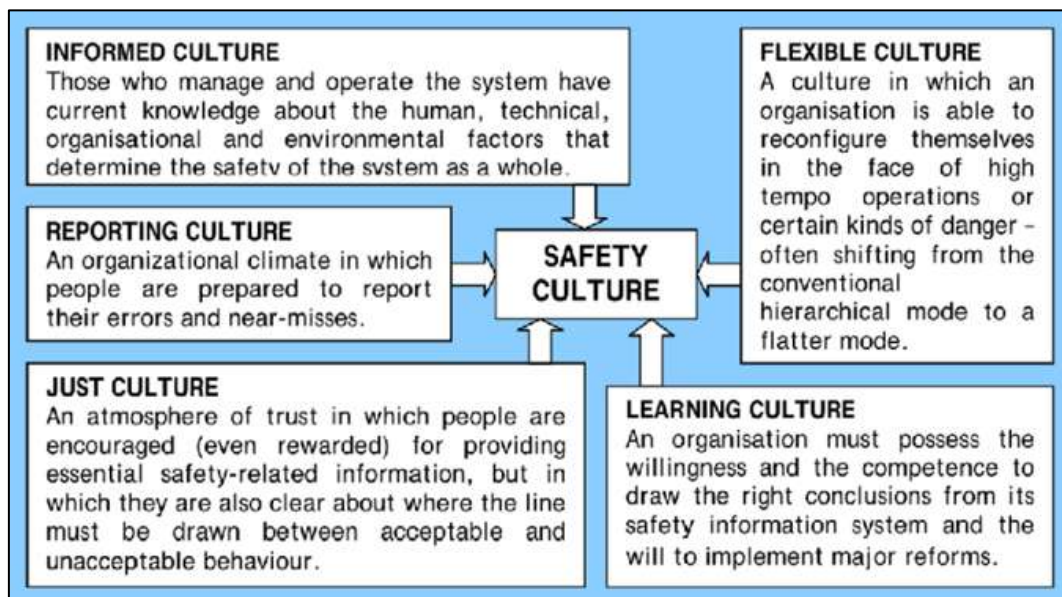 INFORMED CULTURE
Those who manage and operate the system have
current knowledge about the human, technical,
organisational and environmental factors that
determine the safety of the system as a whole.
REPORTING CULTURE
An organizational climate in which
people are prepared to report
their errors and near-misses.
JUST CULTURE
An atmosphere of trust in which people are
encouraged (even rewarded) for providing
essential safety-related information, but in
which they are also clear about where the line
must be drawn between acceptable and
unacceptable behaviour.
SAFETY
CULTURE
FLEXIBLE CULTURE
A culture in which an
organisation is able to
reconfigure themselves
in the face of high
tempo operations or
certain kinds of danger –
often shifting from the
conventional
hierarchical mode to a
flatter mode.
LEARNING CULTURE
An organisation must possess the
willingness and the competence to
draw the right conclusions from its
safety information system and the
will to implement major reforms.